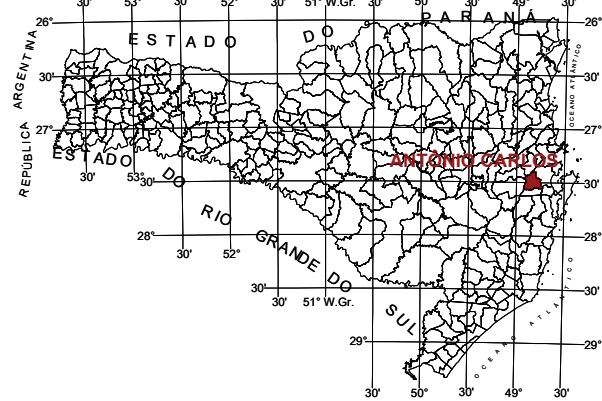 30' 53° 30' 52° 30' 51° W.Gr. 30' 50° 30' 49° 30'
26° ESTADO DO PARANÁ 26°
30' 30'
REPÚBLICA ARGENTINA
OCEANO ATLÂNTICO
27° 27°
ANTÔNIO CARLOS
ESTADO DO RIO GRANDE DO SUL
30' 53° 30' 30'
28° 28°
30' 52°
30' 51° W.Gr. 30'
OCEANO ATLÂNTICO
29° 29°
30' 50° 30' 49° 30'